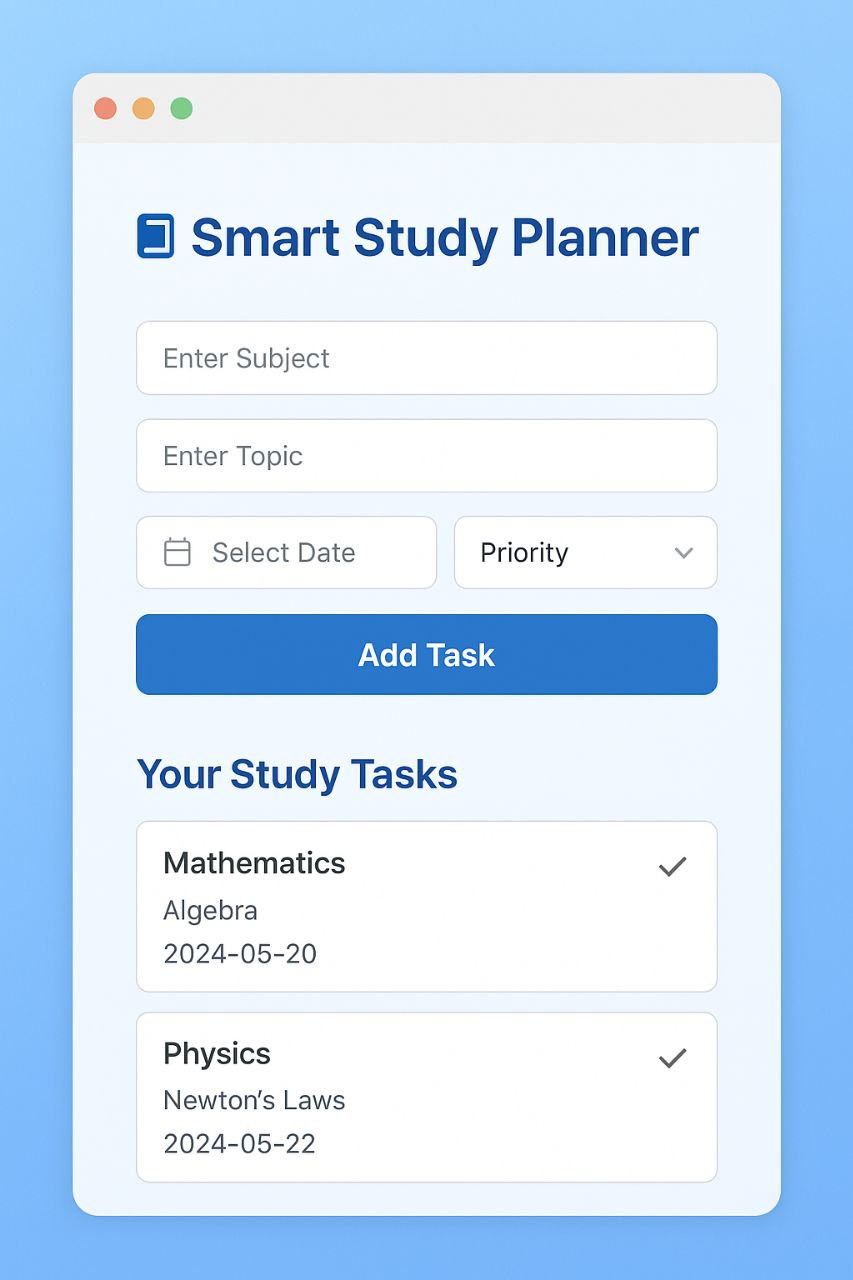 Smart Study Planner
Enter Subject
Enter Topic
Select Date
Priority
Add Task
Your Study Tasks
Mathematics
Algebra
2024-05-20
Physics
Newton's Laws
2024-05-22